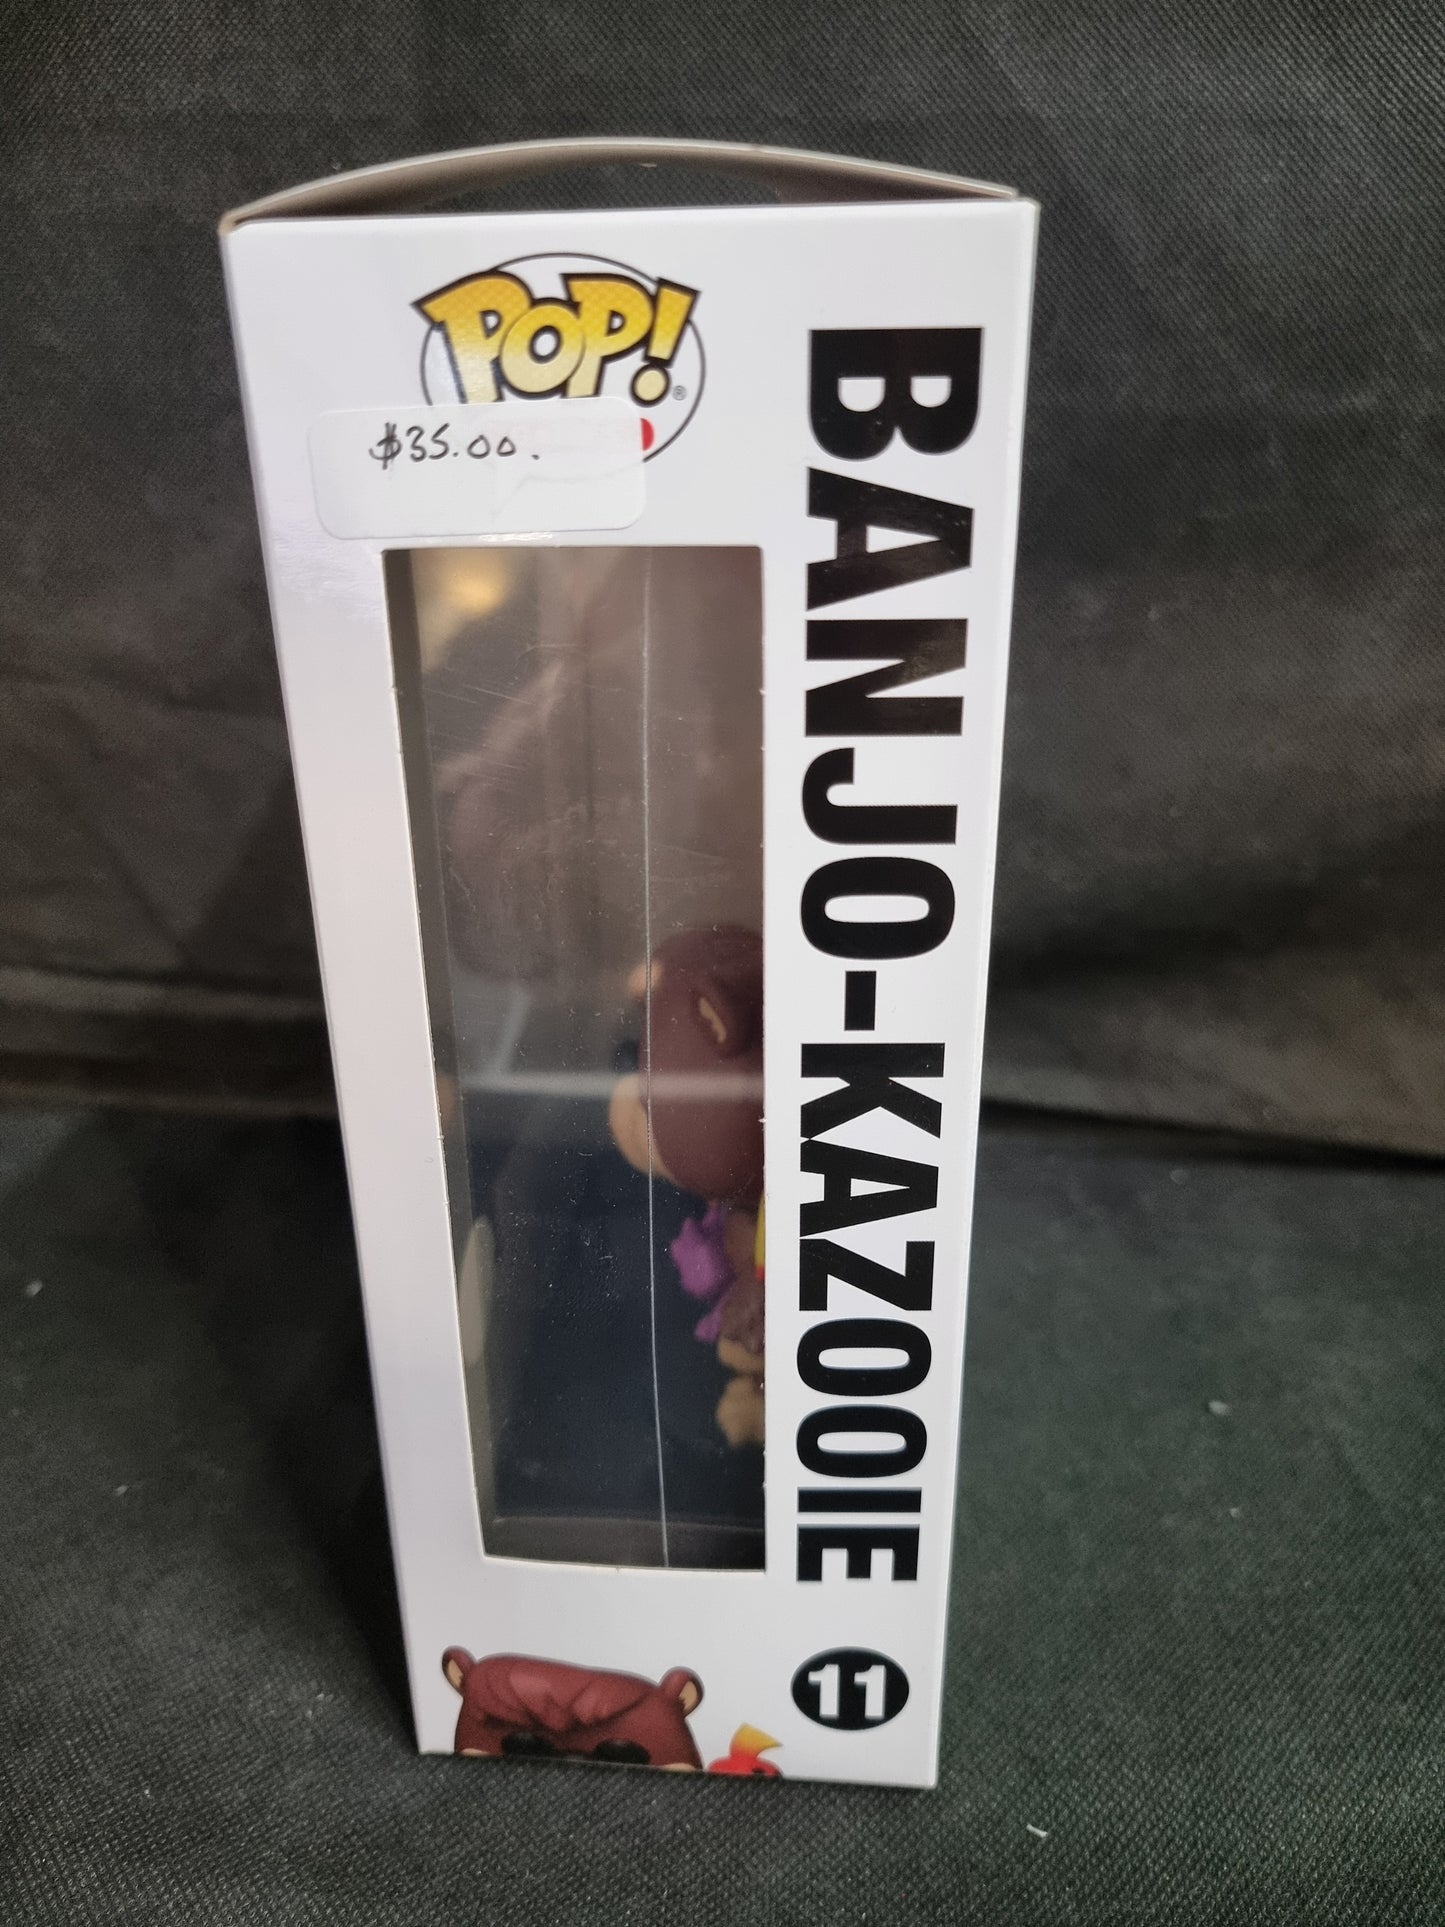 POP!®
$35.00.
BANJO-KAZOOIE
11